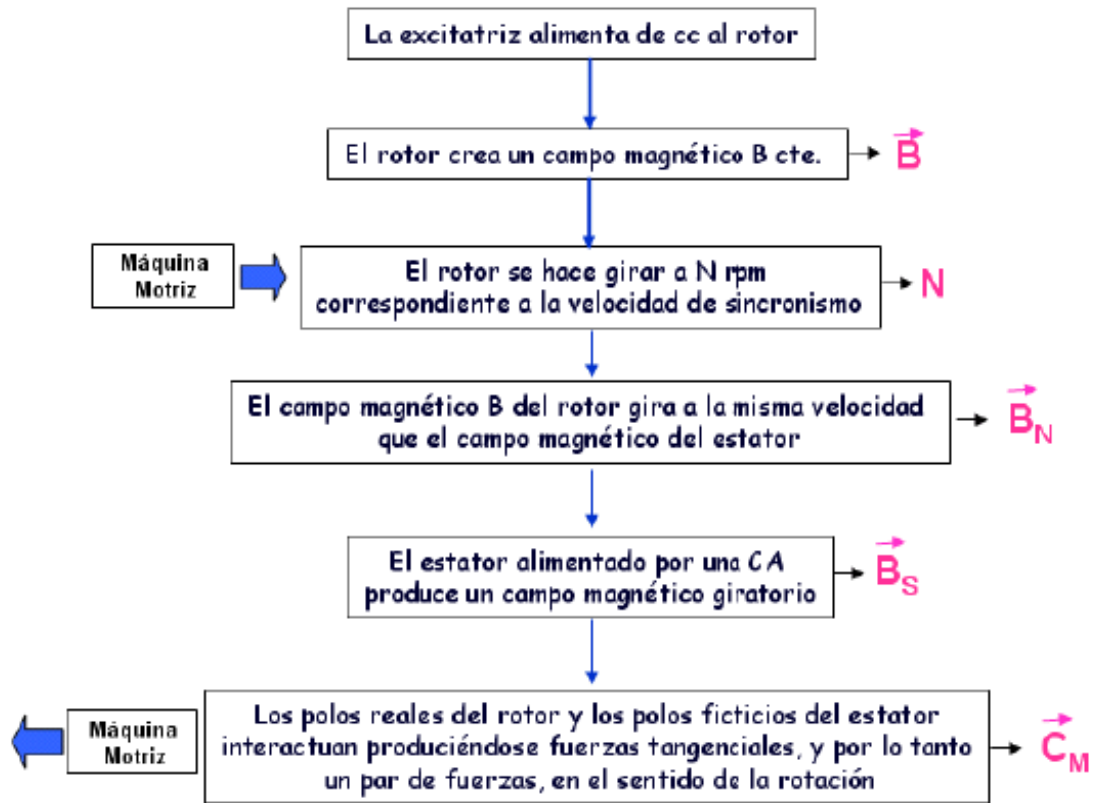 La excitatriz alimenta de cc al rotor
El rotor crea un campo magnético B cte.
B
Máquina
Motriz
El rotor se hace girar a N rpm
correspondiente a la velocidad de sincronismo
N
El campo magnético B del rotor gira a la misma velocidad
que el campo magnético del estator
B_N
El estator alimentado por una CA
produce un campo magnético giratorio
B_S
Máquina
Motriz
Los polos reales del rotor y los polos ficticios del estator
interactuan produciéndose fuerzas tangenciales, y por lo tanto
un par de fuerzas, en el sentido de la rotación
C_M